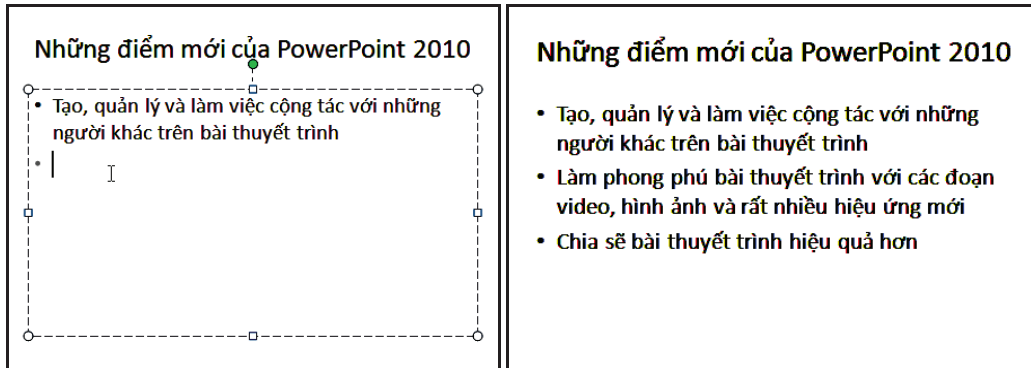 Những điểm mới của PowerPoint 2010
• Tạo, quản lý và làm việc cộng tác với những
người khác trên bài thuyết trình
•
Những điểm mới của PowerPoint 2010
• Tạo, quản lý và làm việc cộng tác với những
người khác trên bài thuyết trình
• Làm phong phú bài thuyết trình với các đoạn
video, hình ảnh và rất nhiều hiệu ứng mới
• Chia sẽ bài thuyết trình hiệu quả hơn